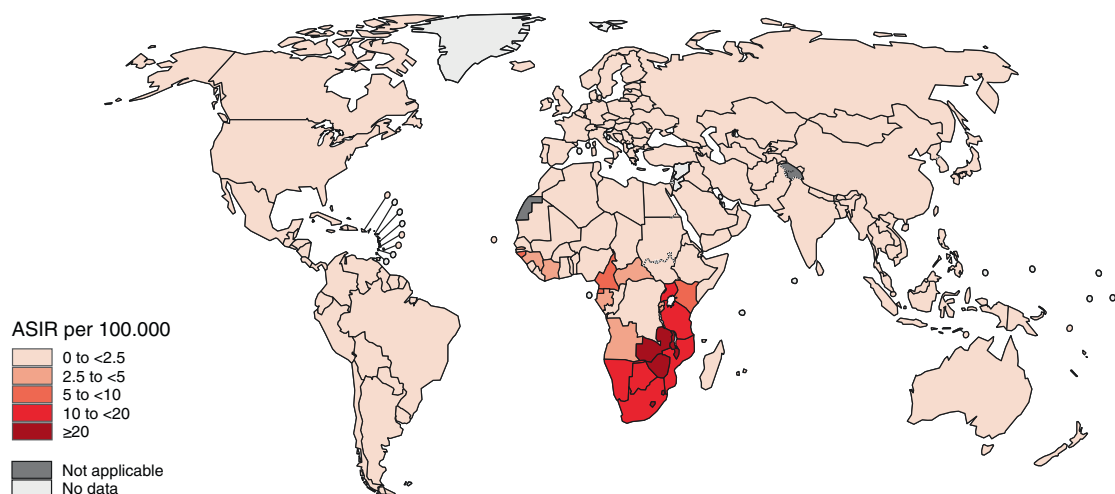 ASIR per 100.000
0 to <2.5
2.5 to <5
5 to <10
10 to <20
≥20
Not applicable
No data